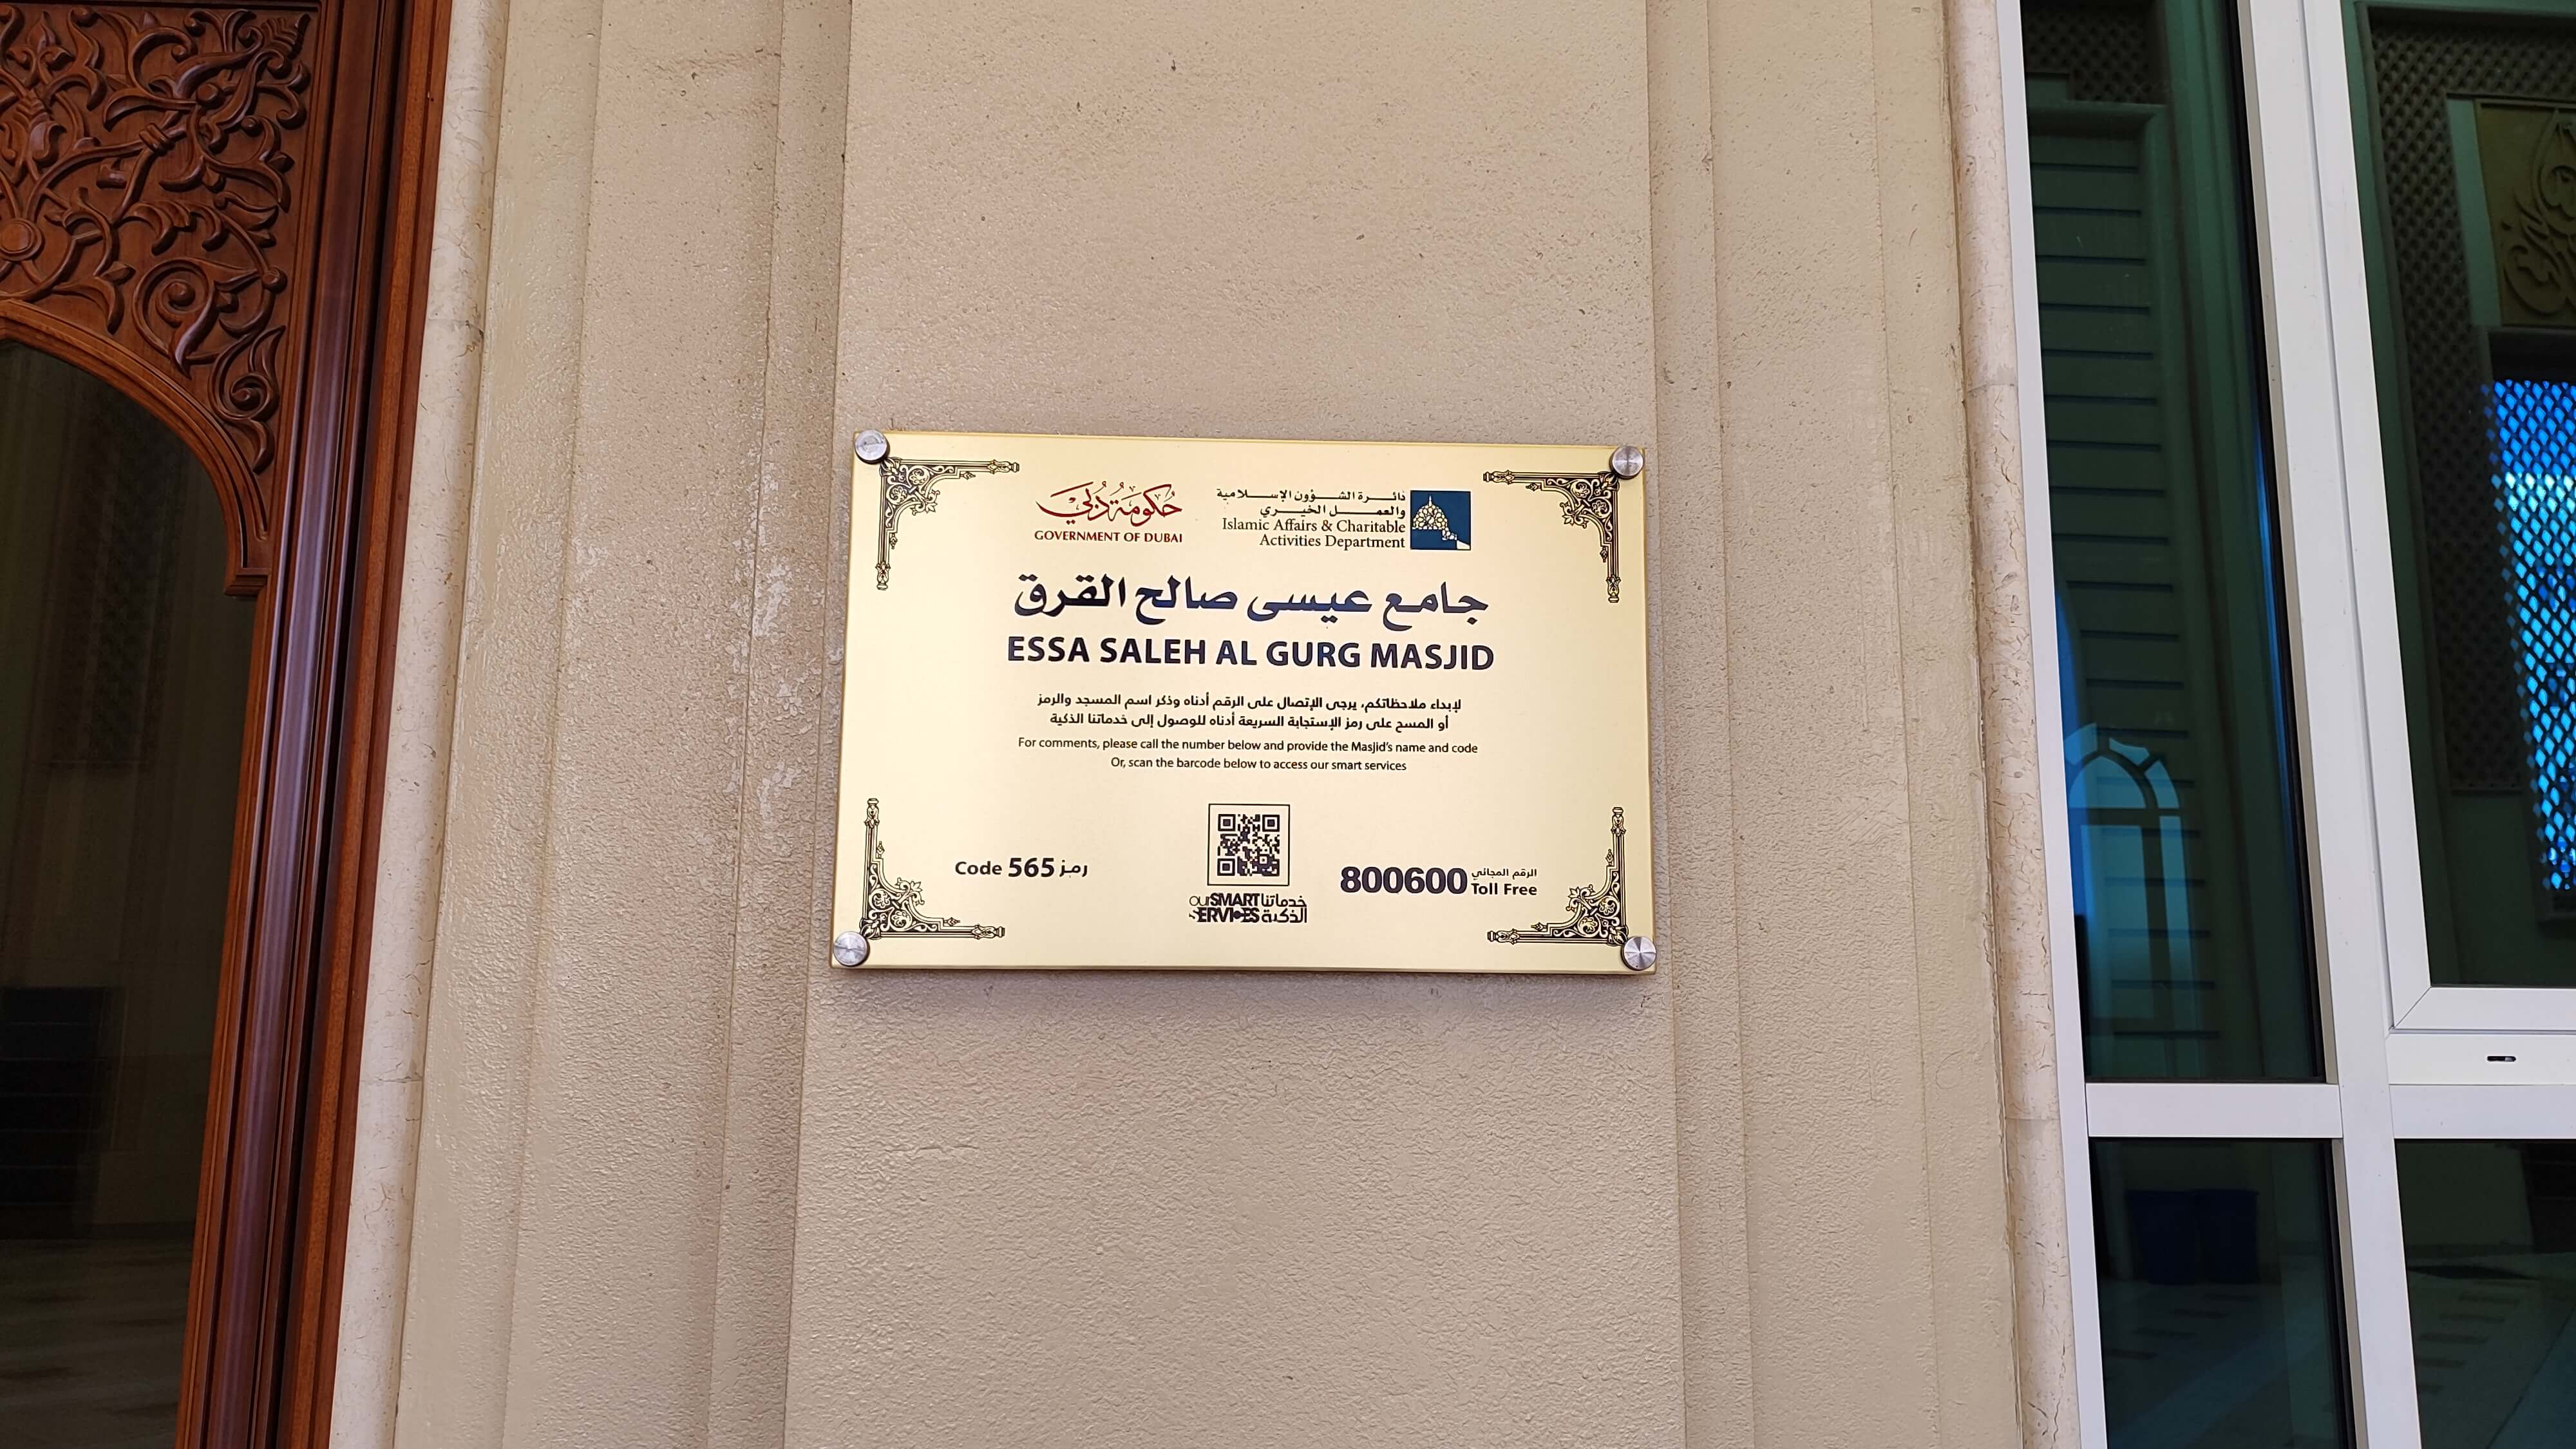 حكومة دبي
GOVERNMENT OF DUBAI
دائرة الشؤون الإسلامية
والعمل الخيري
Islamic Affairs & Charitable
Activities Department
جامع عيسى صالح القرق
ESSA SALEH AL GURG MASJID
لإبداء ملاحظاتكم، يرجى الإتصال على الرقم أدناه وذكر اسم المسجد والرمز
أو المسح على رمز الإستجابة السريعة أدناه للوصول إلى خدماتنا الذكية
For comments, please call the number below and provide the Masjid's name and code
Or, scan the barcode below to access our smart services
Code 565 رمز
ourSMART خدماتنا
SERVICES الذكية
800600
الرقم المجاني
Toll Free